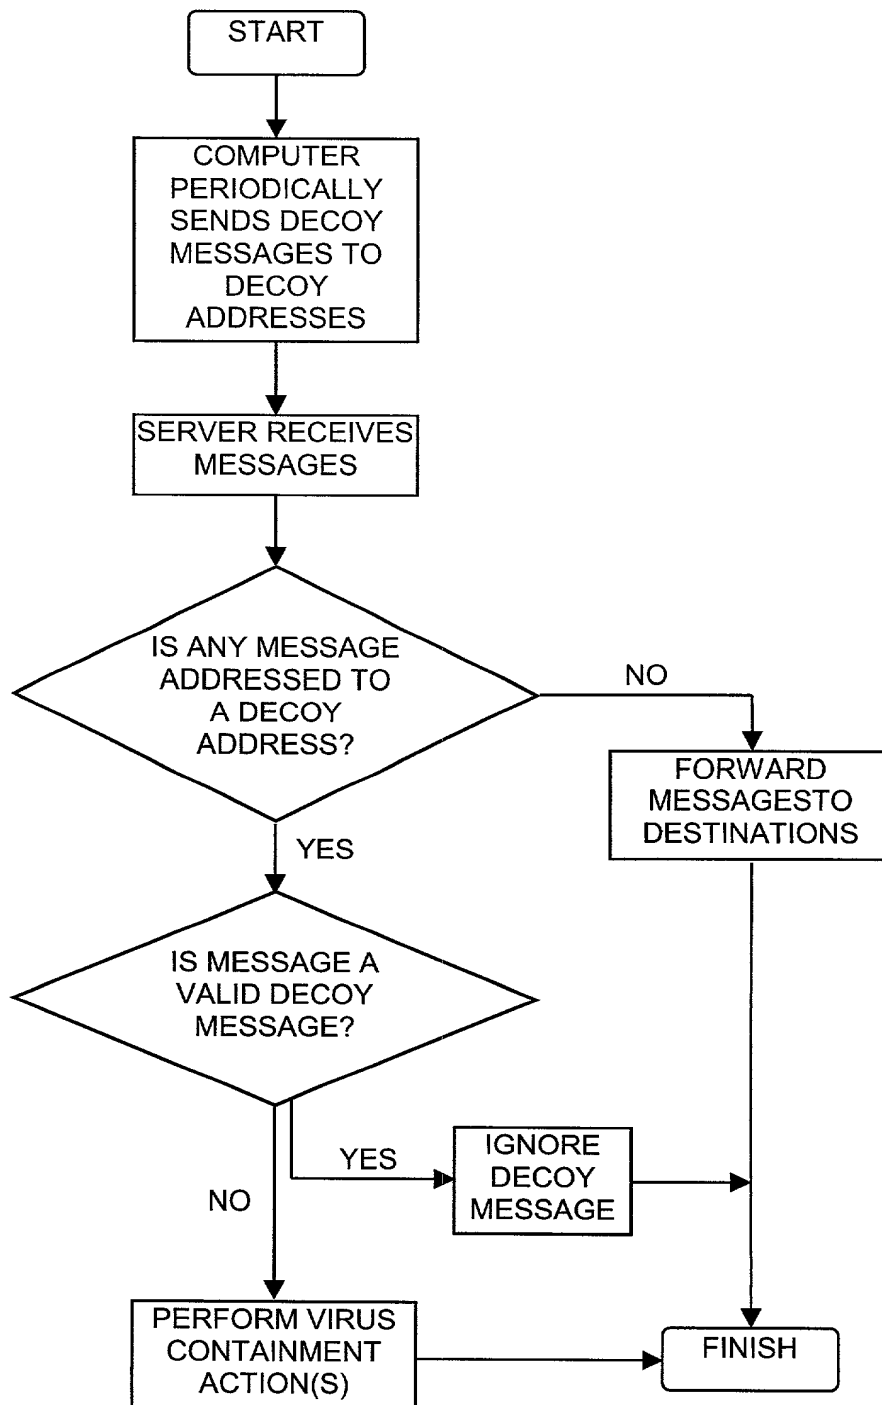 START
COMPUTER
PERIODICALLY
SENDS DECOY
MESSAGES TO
DECOY
ADDRESSES
SERVER RECEIVES
MESSAGES
IS ANY MESSAGE
ADDRESSED TO
A DECOY
ADDRESS?
NO
FORWARD
MESSAGESTO
DESTINATIONS
YES
IS MESSAGE A
VALID DECOY
MESSAGE?
YES
IGNORE
DECOY
MESSAGE
NO
PERFORM VIRUS
CONTAINMENT
ACTION(S)
FINISH